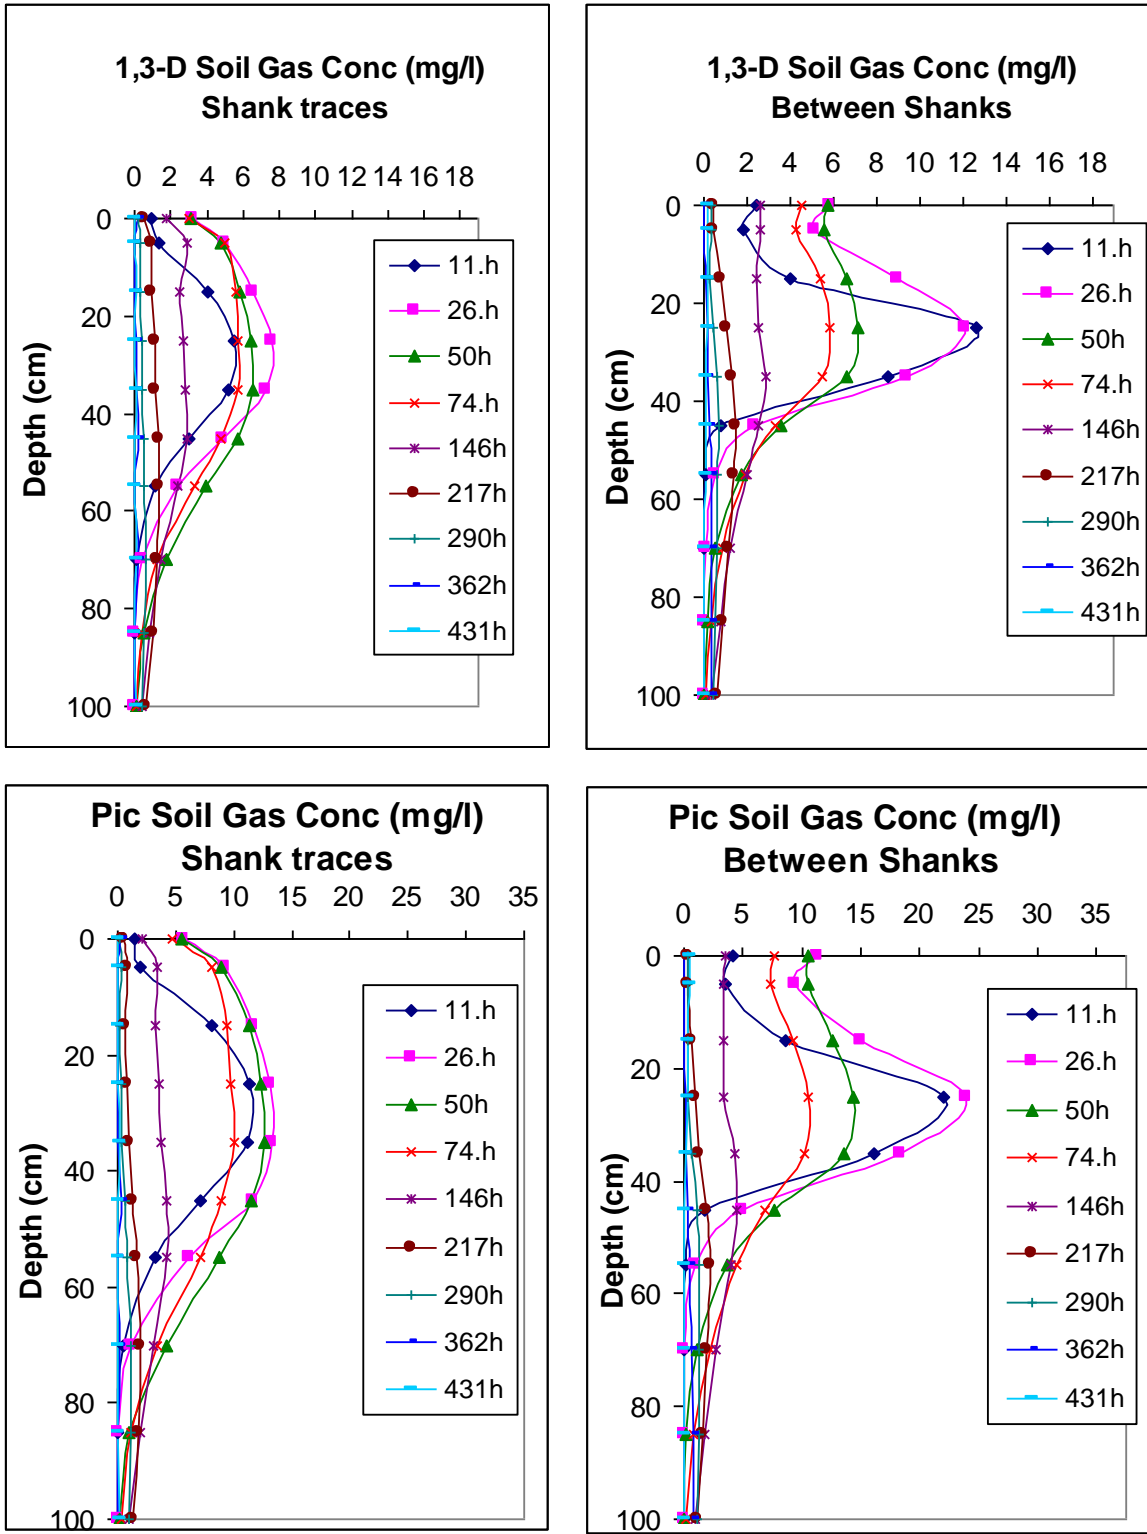 1,3-D Soil Gas Conc (mg/l)
Shank traces
0 2 4 6 8 10 12 14 16 18
0
20
40
60
80
100
Depth (cm)
11.h
26.h
50h
74.h
146h
217h
290h
362h
431h
1,3-D Soil Gas Conc (mg/l)
Between Shanks
0 2 4 6 8 10 12 14 16 18
0
20
40
60
80
100
Depth (cm)
11.h
26.h
50h
74.h
146h
217h
290h
362h
431h
Pic Soil Gas Conc (mg/l)
Shank traces
0 5 10 15 20 25 30 35
0
20
40
60
80
100
Depth (cm)
11.h
26.h
50h
74.h
146h
217h
290h
362h
431h
Pic Soil Gas Conc (mg/l)
Between Shanks
0 5 10 15 20 25 30 35
0
20
40
60
80
100
Depth (cm)
11.h
26.h
50h
74.h
146h
217h
290h
362h
431h